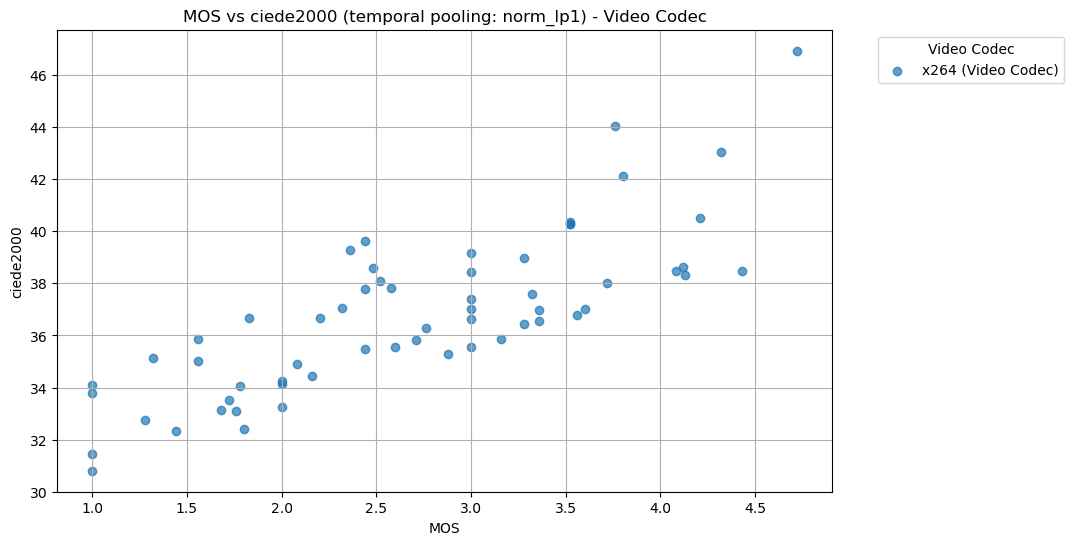 MOS vs ciede2000 (temporal pooling: norm_lp1) - Video Codec
Video Codec
x264 (Video Codec)
ciede2000
46
44
42
40
38
36
34
32
30
1.0 1.5 2.0 2.5 3.0 3.5 4.0 4.5
MOS